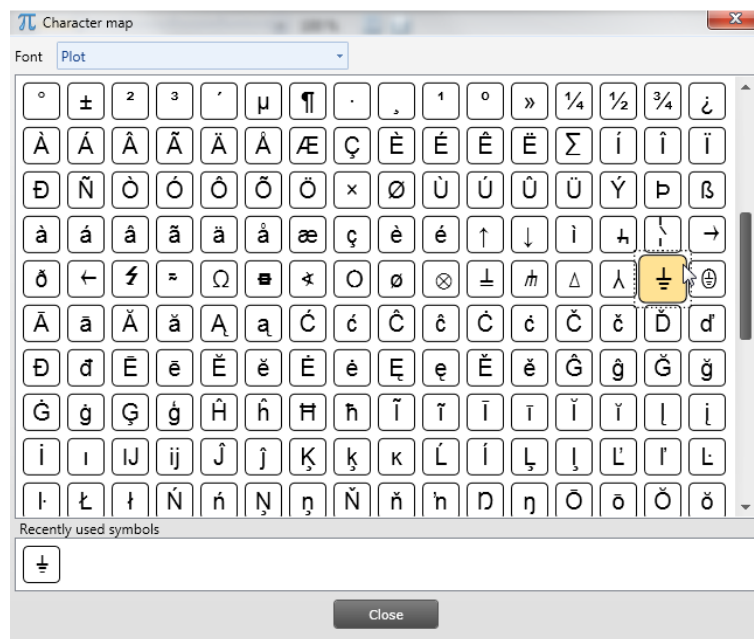 Character map
Font Plot
° ± ² ³ ´ µ ¶ · ¸ ¹ º » ¼ ½ ¾ ¿
À Á Â Ã Ä Å Æ Ç È É Ê Ë Σ Í Î Ï
Ð Ñ Ò Ó Ô Õ Ö × Ø Ù Ú Û Ü Ý Þ ß
à á â ã ä å æ ç è é ↑ ↓ ì →
ð ← Ω ø ⊗ ⏚
Ā ā Ă ă Ą ą Ć ć Ĉ ĉ Ċ ċ Č č Ď ď
Đ đ Ē ē Ĕ ĕ Ė ė Ę ę Ě ě Ĝ ĝ Ğ ğ
Ġ ġ Ģ ģ Ĥ ĥ Ħ ħ Ĩ ĩ Ī ī Ĭ ĭ Į į
İ ı IJ ij Ĵ ĵ Ķ ķ ĸ Ĺ ĺ Ļ ļ Ľ ľ Ŀ
ŀ Ł ł Ń ń Ņ ņ Ň ň ŉ Ŋ ŋ Ō ō Ŏ ŏ
Recently used symbols
⏚
Close